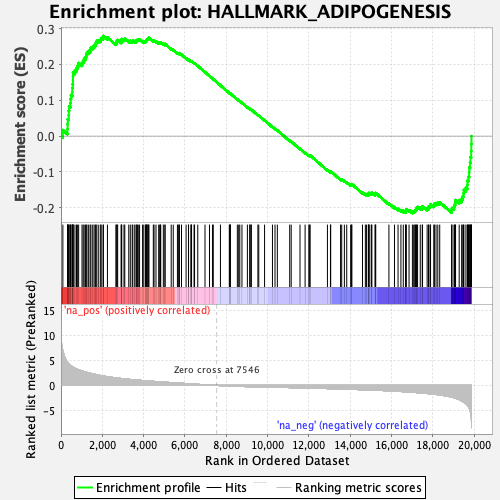 Enrichment plot: HALLMARK_ADIPOGENESIS
Enrichment score (ES)
0.3
0.2
0.1
0.0
-0.1
-0.2
Ranked list metric (PreRanked)
'na_pos' (positively correlated)
15
10
5
0
-5
Zero cross at 7546
'na_neg' (negatively correlated)
0 2,000 4,000 6,000 8,000 10,000 12,000 14,000 16,000 18,000 20,000
Rank in Ordered Dataset
Enrichment profile Hits Ranking metric scores